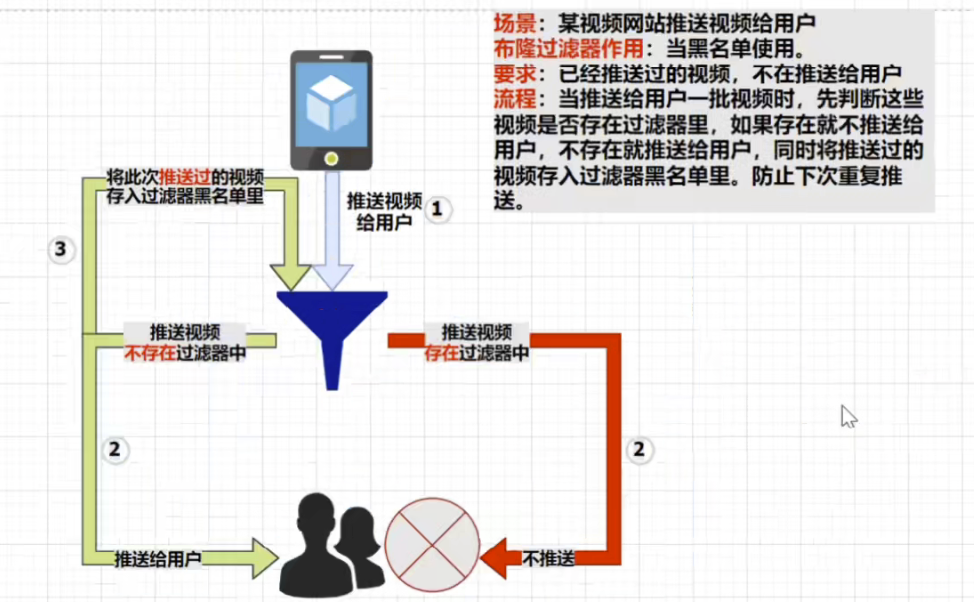 场景：某视频网站推送视频给用户
布隆过滤器作用：当黑名单使用。
要求：已经推送过的视频，不在推送给用户
流程：当推送给用户一批视频时，先判断这些
视频是否存在过滤器里，如果存在就不推送给
用户，不存在就推送给用户，同时将推送过的
视频存入过滤器黑名单里。防止下次重复推
送。
将此次推送过的视频
存入过滤器黑名单里
推送视频
给用户
1
3
推送视频
不存在过滤器中
推送视频
存在过滤器中
2
2
推送给用户
不推送